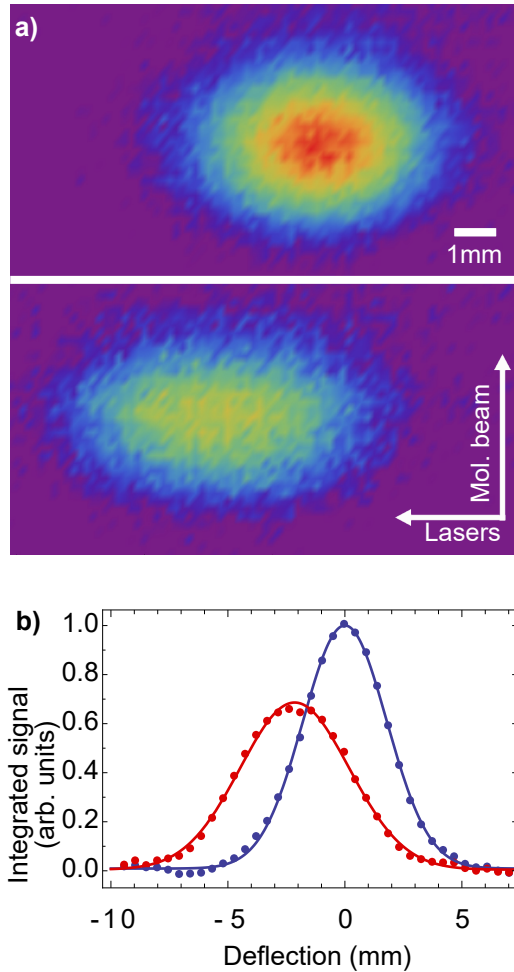 a)
1mm
Mol. beam
Lasers
b)
1.0
0.8
0.6
0.4
0.2
0.0
Integrated signal
(arb. units)
-10 -5 0 5
Deflection (mm)